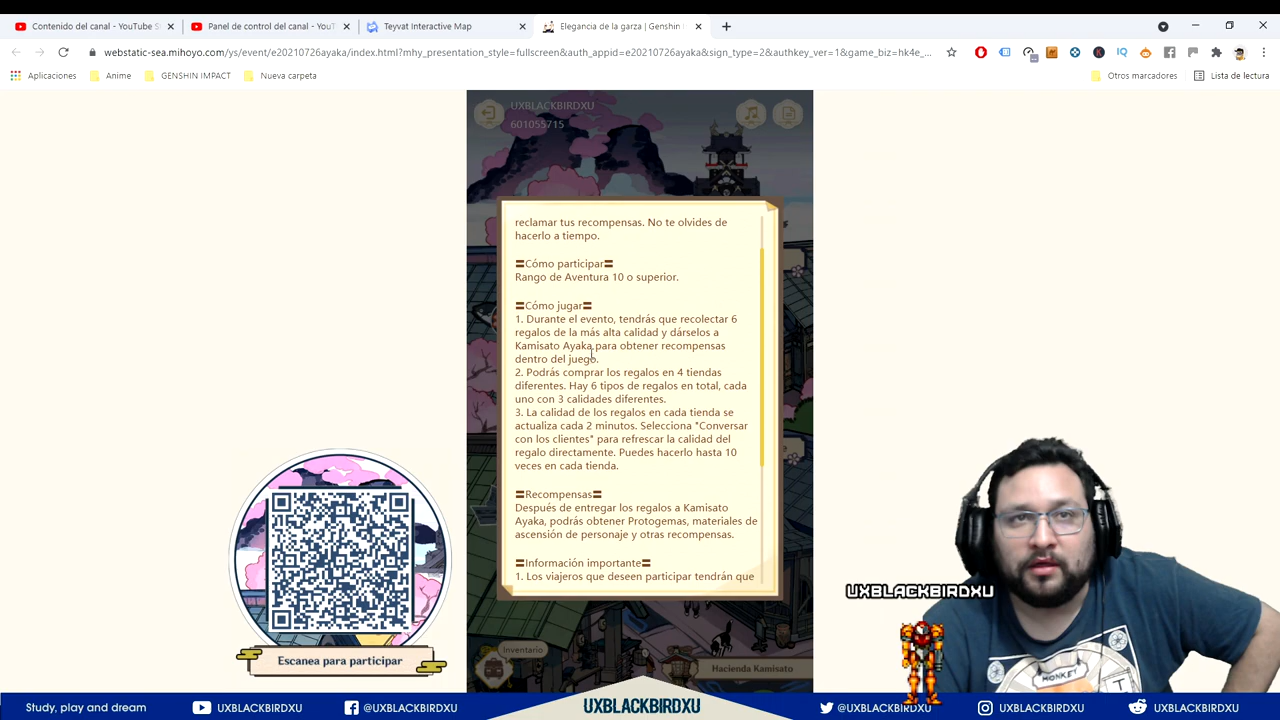 Contenido del canal - YouTube S
Panel de control del canal - YouT
Teyvat Interactive Map
Elegancia de la garza | Genshin
webstatic-sea.mihoyo.com/ys/event/e20210726ayaka/index.html?mhy_presentation_style=fullscreen&auth_appid=e20210726ayaka&sign_type=2&authkey_ver=1&game_biz=hk4e_...
Aplicaciones
Anime
GENSHIN IMPACT
Nueva carpeta
Otros marcadores
Lista de lectura
UXBLACKBIRDXU
601055715
reclamar tus recompensas. No te olvides de
hacerlo a tiempo.
〓Cómo participar〓
Rango de Aventura 10 o superior.
〓Cómo jugar〓
1. Durante el evento, tendrás que recolectar 6
regalos de la más alta calidad y dárselos a
Kamisato Ayaka para obtener recompensas
dentro del juego.
2. Podrás comprar los regalos en 4 tiendas
diferentes. Hay 6 tipos de regalos en total, cada
uno con 3 calidades diferentes.
3. La calidad de los regalos en cada tienda se
actualiza cada 2 minutos. Selecciona "Conversar
con los clientes" para refrescar la calidad del
regalo directamente. Puedes hacerlo hasta 10
veces en cada tienda.
〓Recompensas〓
Después de entregar los regalos a Kamisato
Ayaka, podrás obtener Protogemas, materiales de
ascensión de personaje y otras recompensas.
〓Información importante〓
1. Los viajeros que deseen participar tendrán que
Inventario
Hacienda Kamisato
Escanea para participar
UXBLACKBIRDXU
MONKEY
Study, play and dream
UXBLACKBIRDXU
@UXBLACKBIRDXU
UXBLACKBIRDXU
@UXBLACKBIRDXU
UXBLACKBIRDXU
UXBLACKBIRDXU